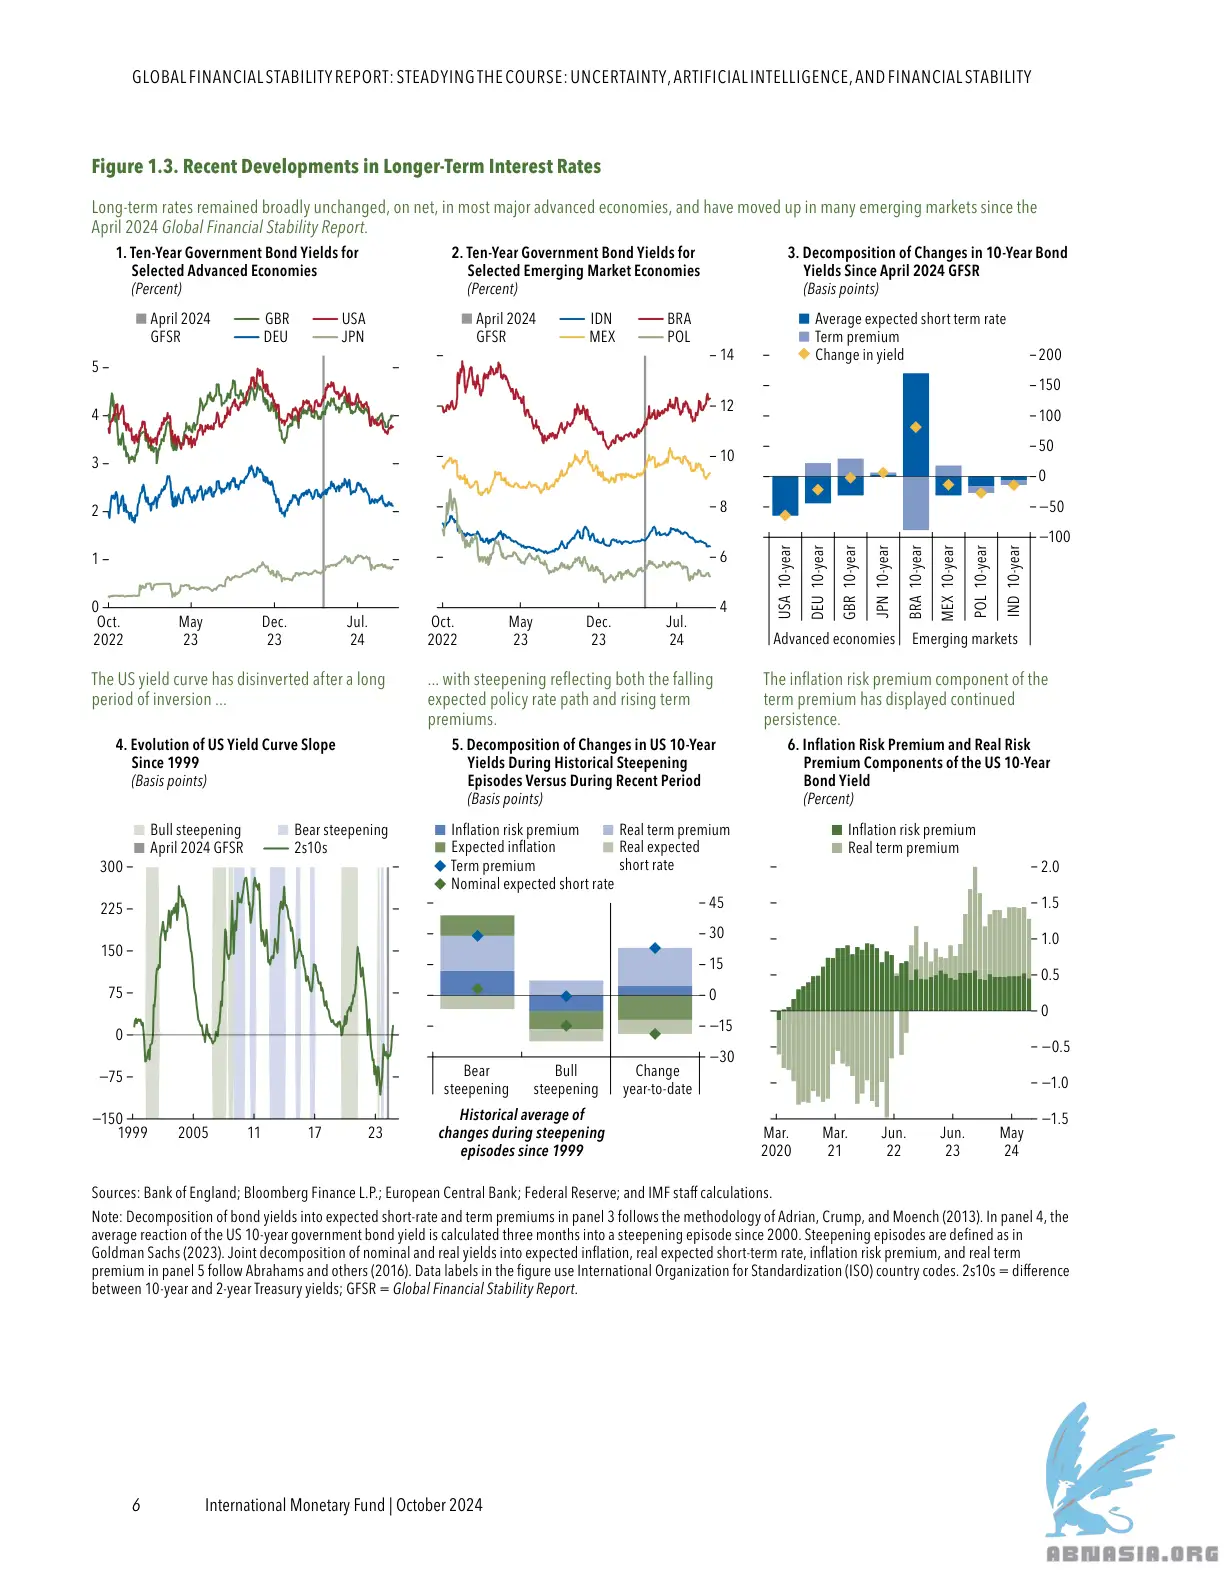 GLOBAL FINANCIAL STABILITY REPORT: STEADYING THE COURSE: UNCERTAINTY, ARTIFICIAL INTELLIGENCE, AND FINANCIAL STABILITY
Figure 1.3. Recent Developments in Longer-Term Interest Rates
Long-term rates remained broadly unchanged, on net, in most major advanced economies, and have moved up in many emerging markets since the
April 2024 Global Financial Stability Report.
1. Ten-Year Government Bond Yields for
Selected Advanced Economies
(Percent)
April 2024
GFSR
GBR
USA
DEU
JPN
5
4
3
2
1
0
Oct.
2022
May
23
Dec.
23
Jul.
24
2. Ten-Year Government Bond Yields for
Selected Emerging Market Economies
(Percent)
April 2024
GFSR
IDN
BRA
MEX
POL
14
12
10
8
6
4
Oct.
2022
May
23
Dec.
23
Jul.
24
3. Decomposition of Changes in 10-Year Bond
Yields Since April 2024 GFSR
(Basis points)
Average expected short term rate
Term premium
Change in yield
200
150
100
50
0
−50
−100
USA 10-year
DEU 10-year
GBR 10-year
JPN 10-year
BRA 10-year
MEX 10-year
POL 10-year
IND 10-year
Advanced economies
Emerging markets
The US yield curve has disinverted after a long
period of inversion ...
4. Evolution of US Yield Curve Slope
Since 1999
(Basis points)
Bull steepening
Bear steepening
April 2024 GFSR
2s10s
300
225
150
75
0
−75
−150
1999
2005
11
17
23
... with steepening reflecting both the falling
expected policy rate path and rising term
premiums.
5. Decomposition of Changes in US 10-Year
Yields During Historical Steepening
Episodes Versus During Recent Period
(Basis points)
Inflation risk premium
Real term premium
Expected inflation
Real expected
short rate
Term premium
Nominal expected short rate
45
30
15
0
−15
−30
Bear
steepening
Bull
steepening
Change
year-to-date
Historical average of
changes during steepening
episodes since 1999
The inflation risk premium component of the
term premium has displayed continued
persistence.
6. Inflation Risk Premium and Real Risk
Premium Components of the US 10-Year
Bond Yield
(Percent)
Inflation risk premium
Real term premium
2.0
1.5
1.0
0.5
0
−0.5
−1.0
−1.5
Mar.
2020
Mar.
21
Jun.
22
Jun.
23
May
24
Sources: Bank of England; Bloomberg Finance L.P.; European Central Bank; Federal Reserve; and IMF staff calculations.
Note: Decomposition of bond yields into expected short-rate and term premiums in panel 3 follows the methodology of Adrian, Crump, and Moench (2013). In panel 4, the
average reaction of the US 10-year government bond yield is calculated three months into a steepening episode since 2000. Steepening episodes are defined as in
Goldman Sachs (2023). Joint decomposition of nominal and real yields into expected inflation, real expected short-term rate, inflation risk premium, and real term
premium in panel 5 follow Abrahams and others (2016). Data labels in the figure use International Organization for Standardization (ISO) country codes. 2s10s = difference
between 10-year and 2-year Treasury yields; GFSR = Global Financial Stability Report.
6
International Monetary Fund | October 2024
ABNASIA.ORG